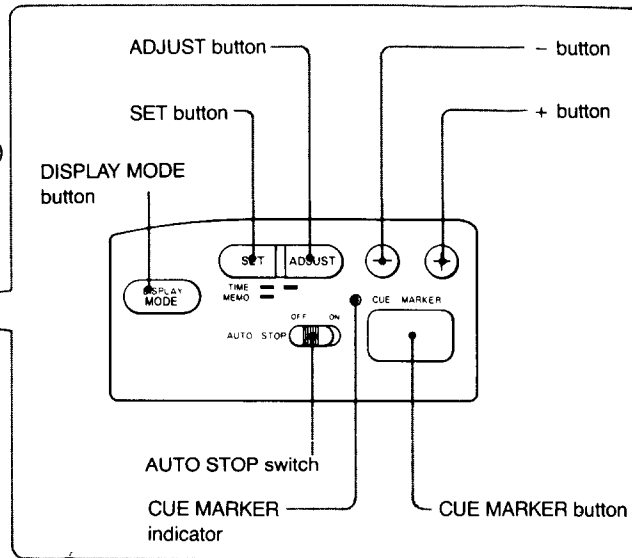 ADJUST button
- button
SET button
+ button
DISPLAY MODE
button
SET
ADJUST
DISPLAY
MODE
TIME
MEMO
CUE MARKER
OFF ON
AUTO STOP
AUTO STOP switch
CUE MARKER
indicator
CUE MARKER button